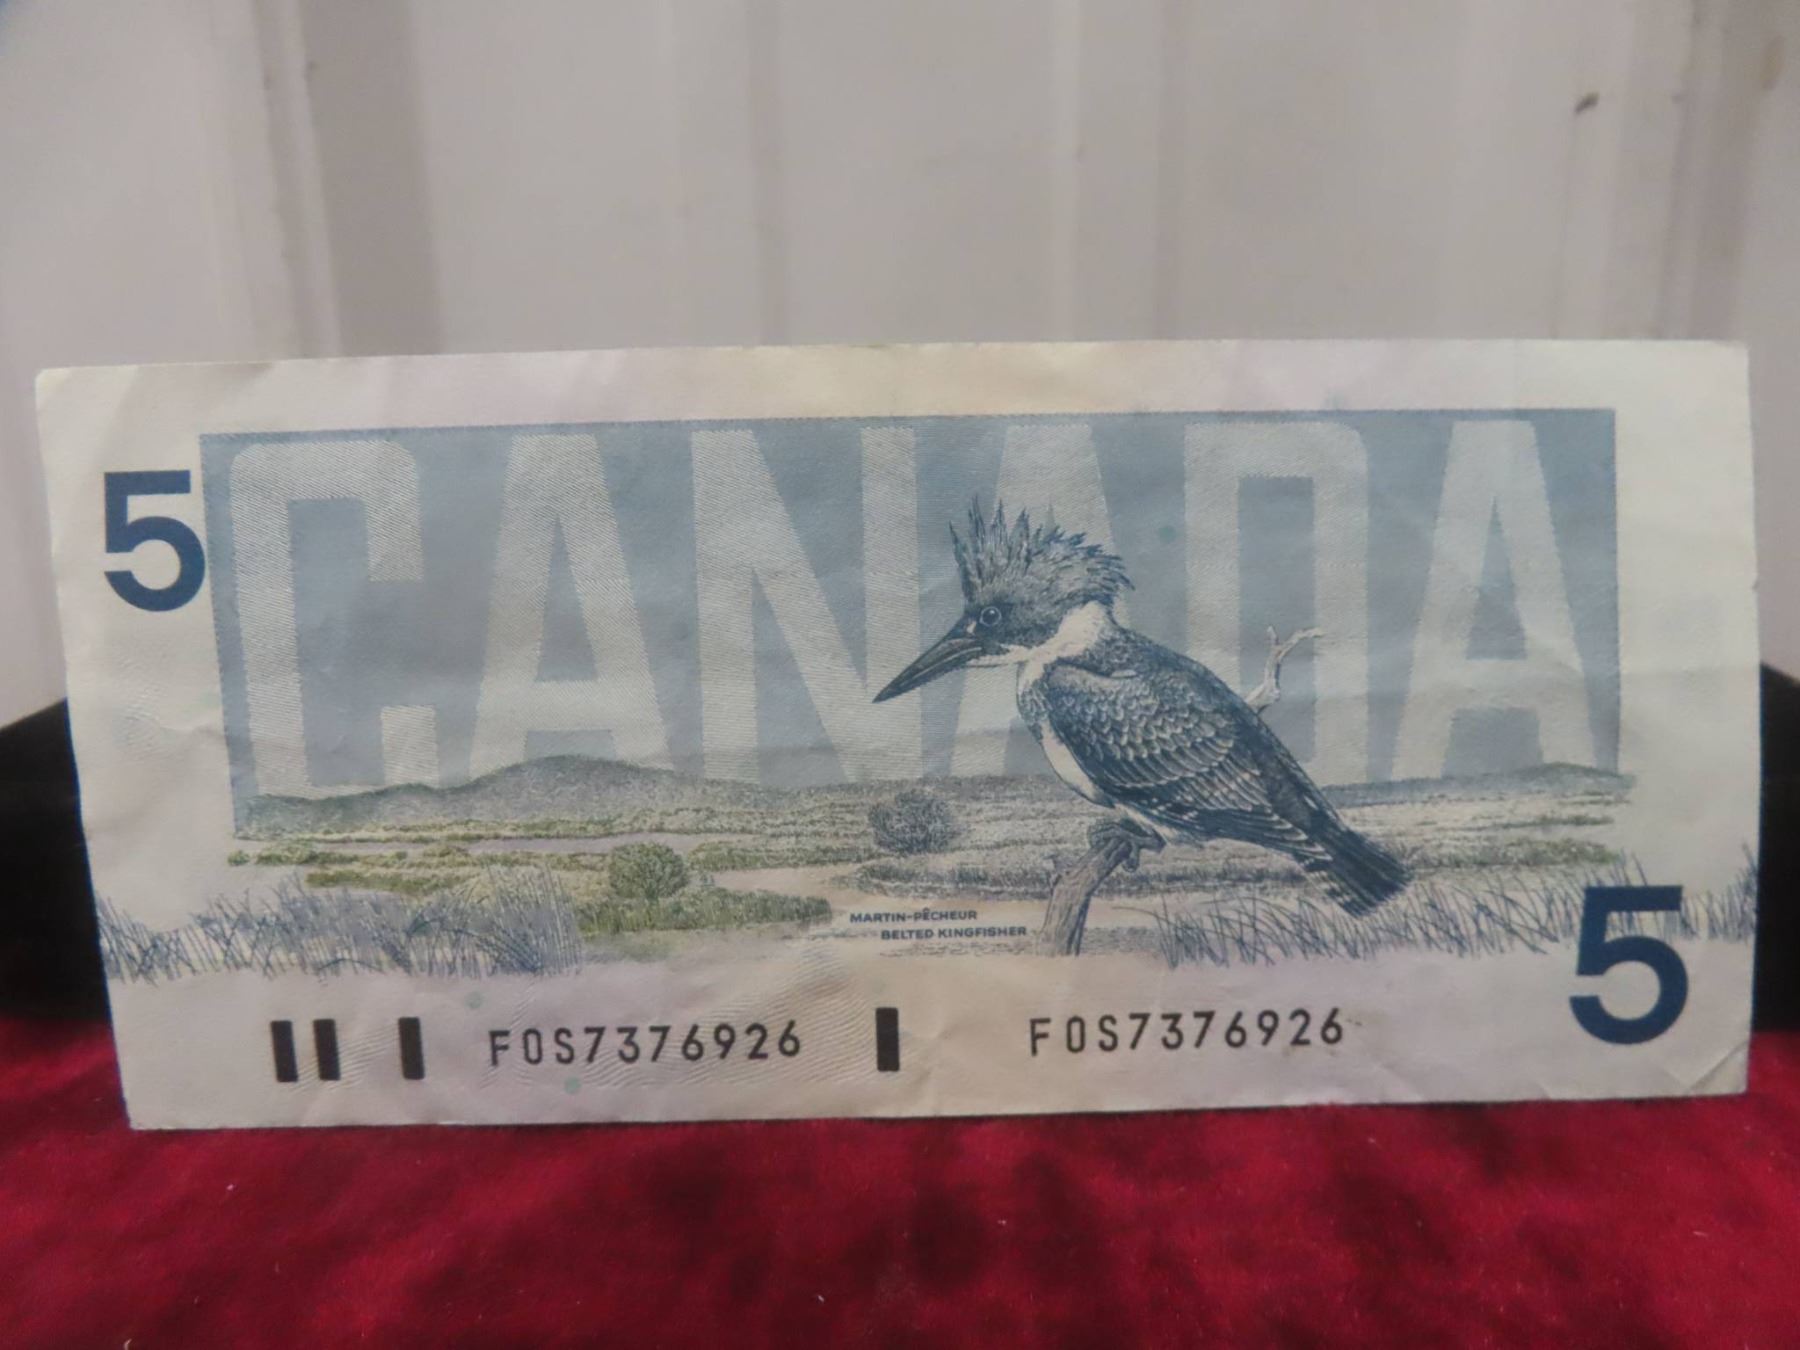 CANADA
5
MARTIN-PÊCHEUR
BELTED KINGFISHER
5
FOS7376926 FOS7376926